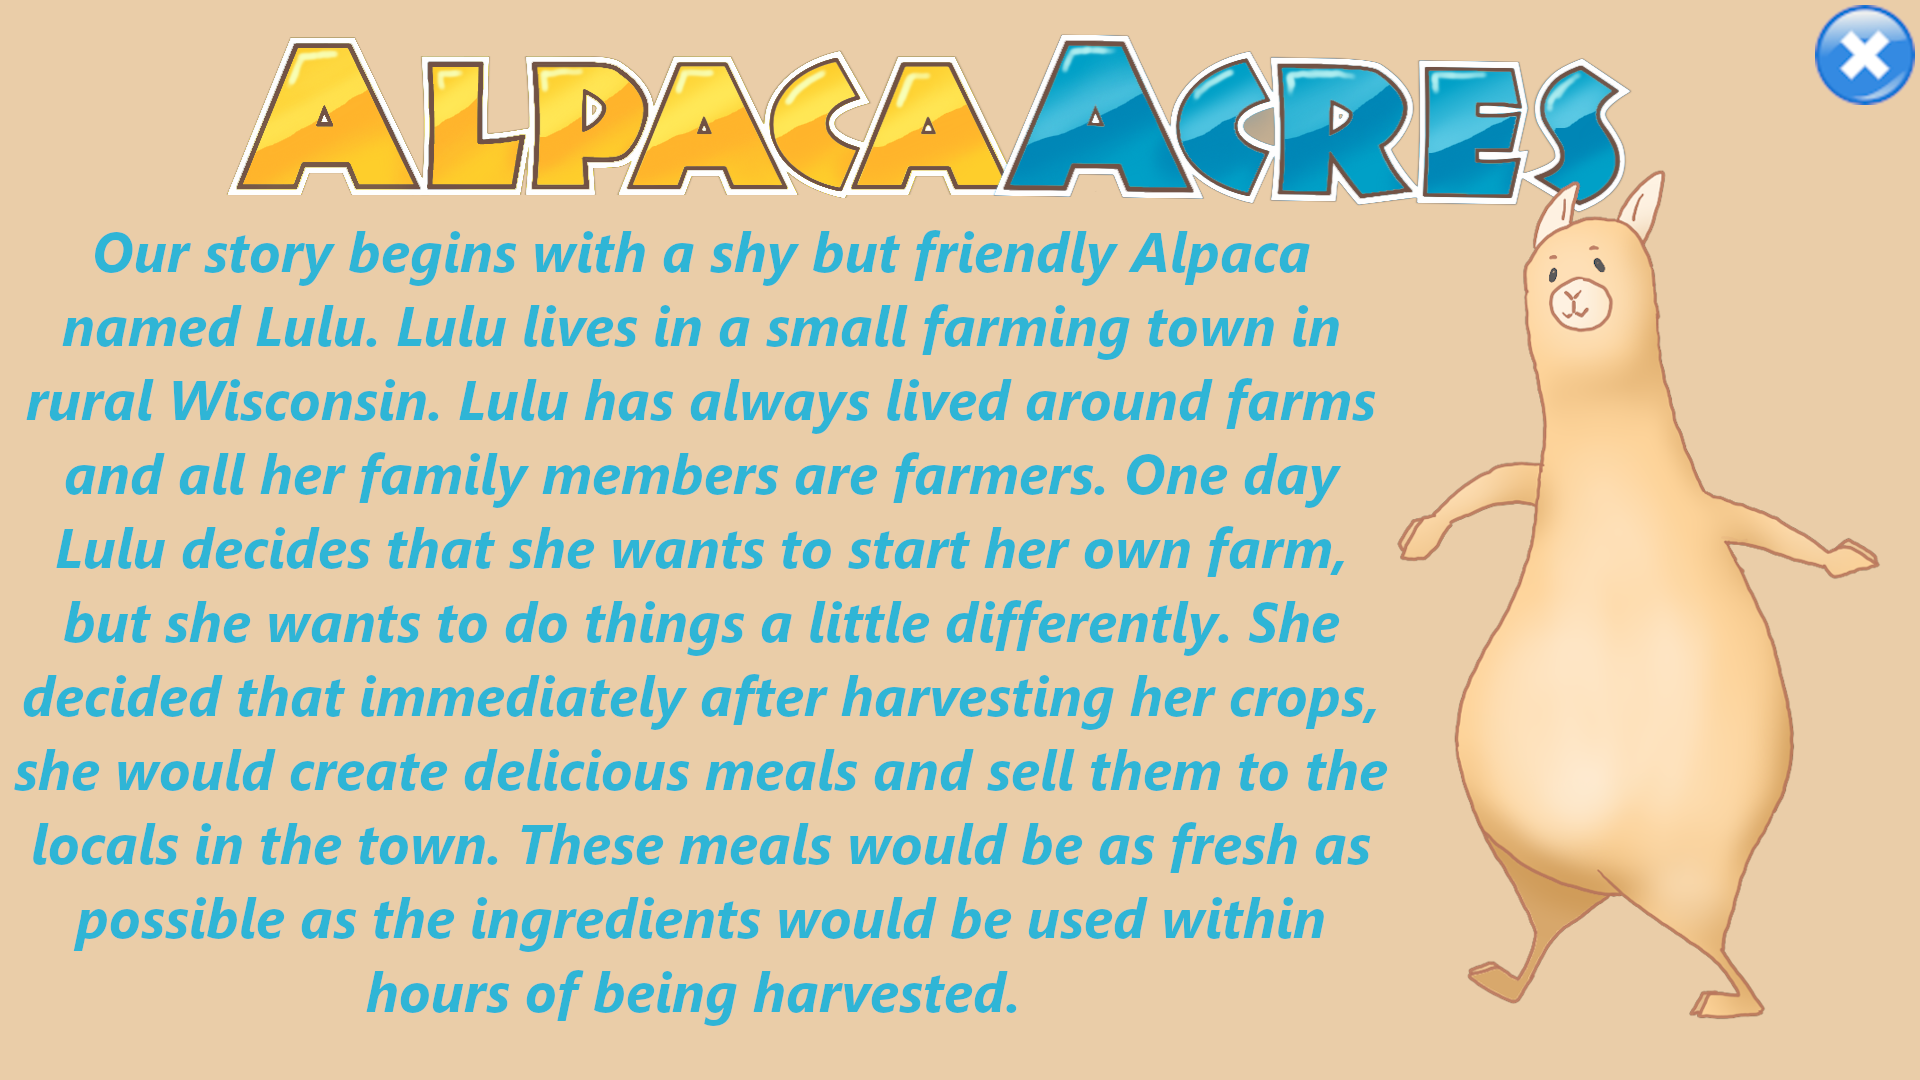 ALPACA ACRES
Our story begins with a shy but friendly Alpaca
named Lulu. Lulu lives in a small farming town in
rural Wisconsin. Lulu has always lived around farms
and all her family members are farmers. One day
Lulu decides that she wants to start her own farm,
but she wants to do things a little differently. She
decided that immediately after harvesting her crops,
she would create delicious meals and sell them to the
locals in the town. These meals would be as fresh as
possible as the ingredients would be used within
hours of being harvested.